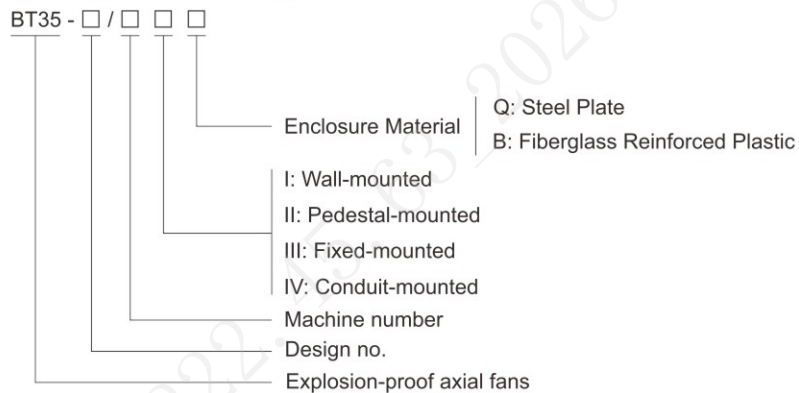 BT35 - □ / □ □ □
Enclosure Material
Q: Steel Plate
B: Fiberglass Reinforced Plastic
I: Wall-mounted
II: Pedestal-mounted
III: Fixed-mounted
IV: Conduit-mounted
Machine number
Design no.
Explosion-proof axial fans